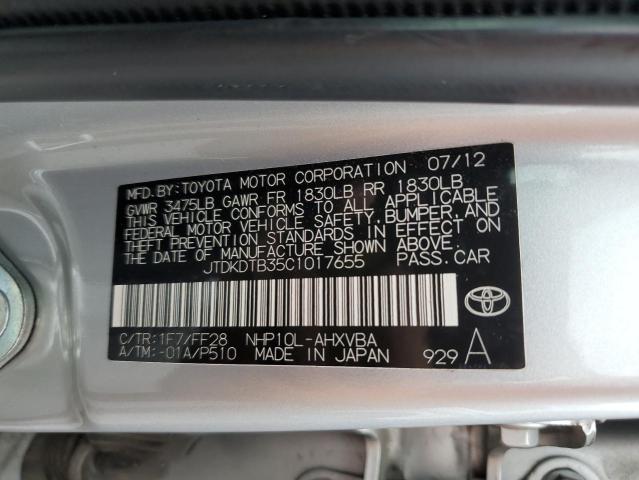 MFD.BY:TOYOTA MOTOR CORPORATION 07/12
GVWR 3475LB GAWR FR 1830LB RR 1830LB
THIS VEHICLE CONFORMS TO ALL APPLICABLE
FEDERAL MOTOR VEHICLE SAFETY,BUMPER,AND
THEFT PREVENTION STANDARDS IN EFFECT ON
THE DATE OF MANUFACTURE SHOWN ABOVE.
JTDKDTB35C1017655 PASS.CAR
C/TR:1F7/FF28 NHP10L-AHXVBA
A/TM:-01A/P510 MADE IN JAPAN 929 A